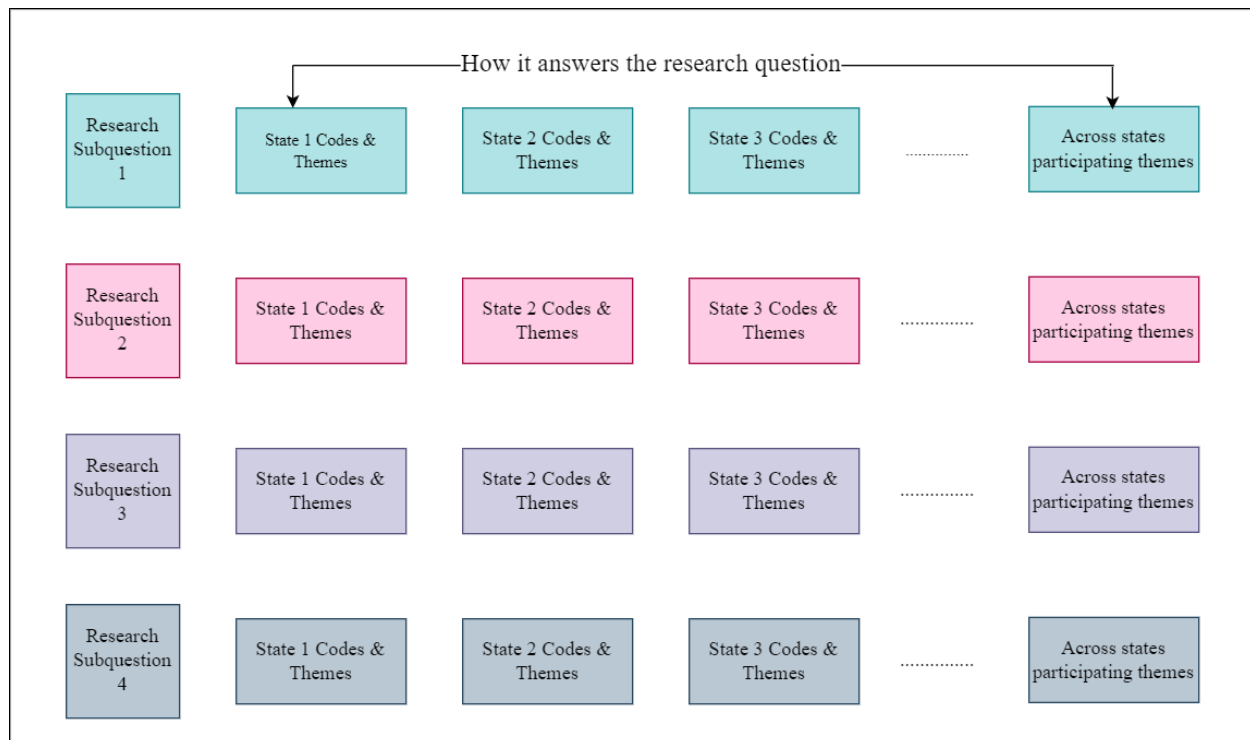 How it answers the research question
Research
Subquestion
1
State 1 Codes &
Themes
State 2 Codes &
Themes
State 3 Codes &
Themes
..............
Across states
participating themes
Research
Subquestion
2
State 1 Codes &
Themes
State 2 Codes &
Themes
State 3 Codes &
Themes
..............
Across states
participating themes
Research
Subquestion
3
State 1 Codes &
Themes
State 2 Codes &
Themes
State 3 Codes &
Themes
..............
Across states
participating themes
Research
Subquestion
4
State 1 Codes &
Themes
State 2 Codes &
Themes
State 3 Codes &
Themes
..............
Across states
participating themes